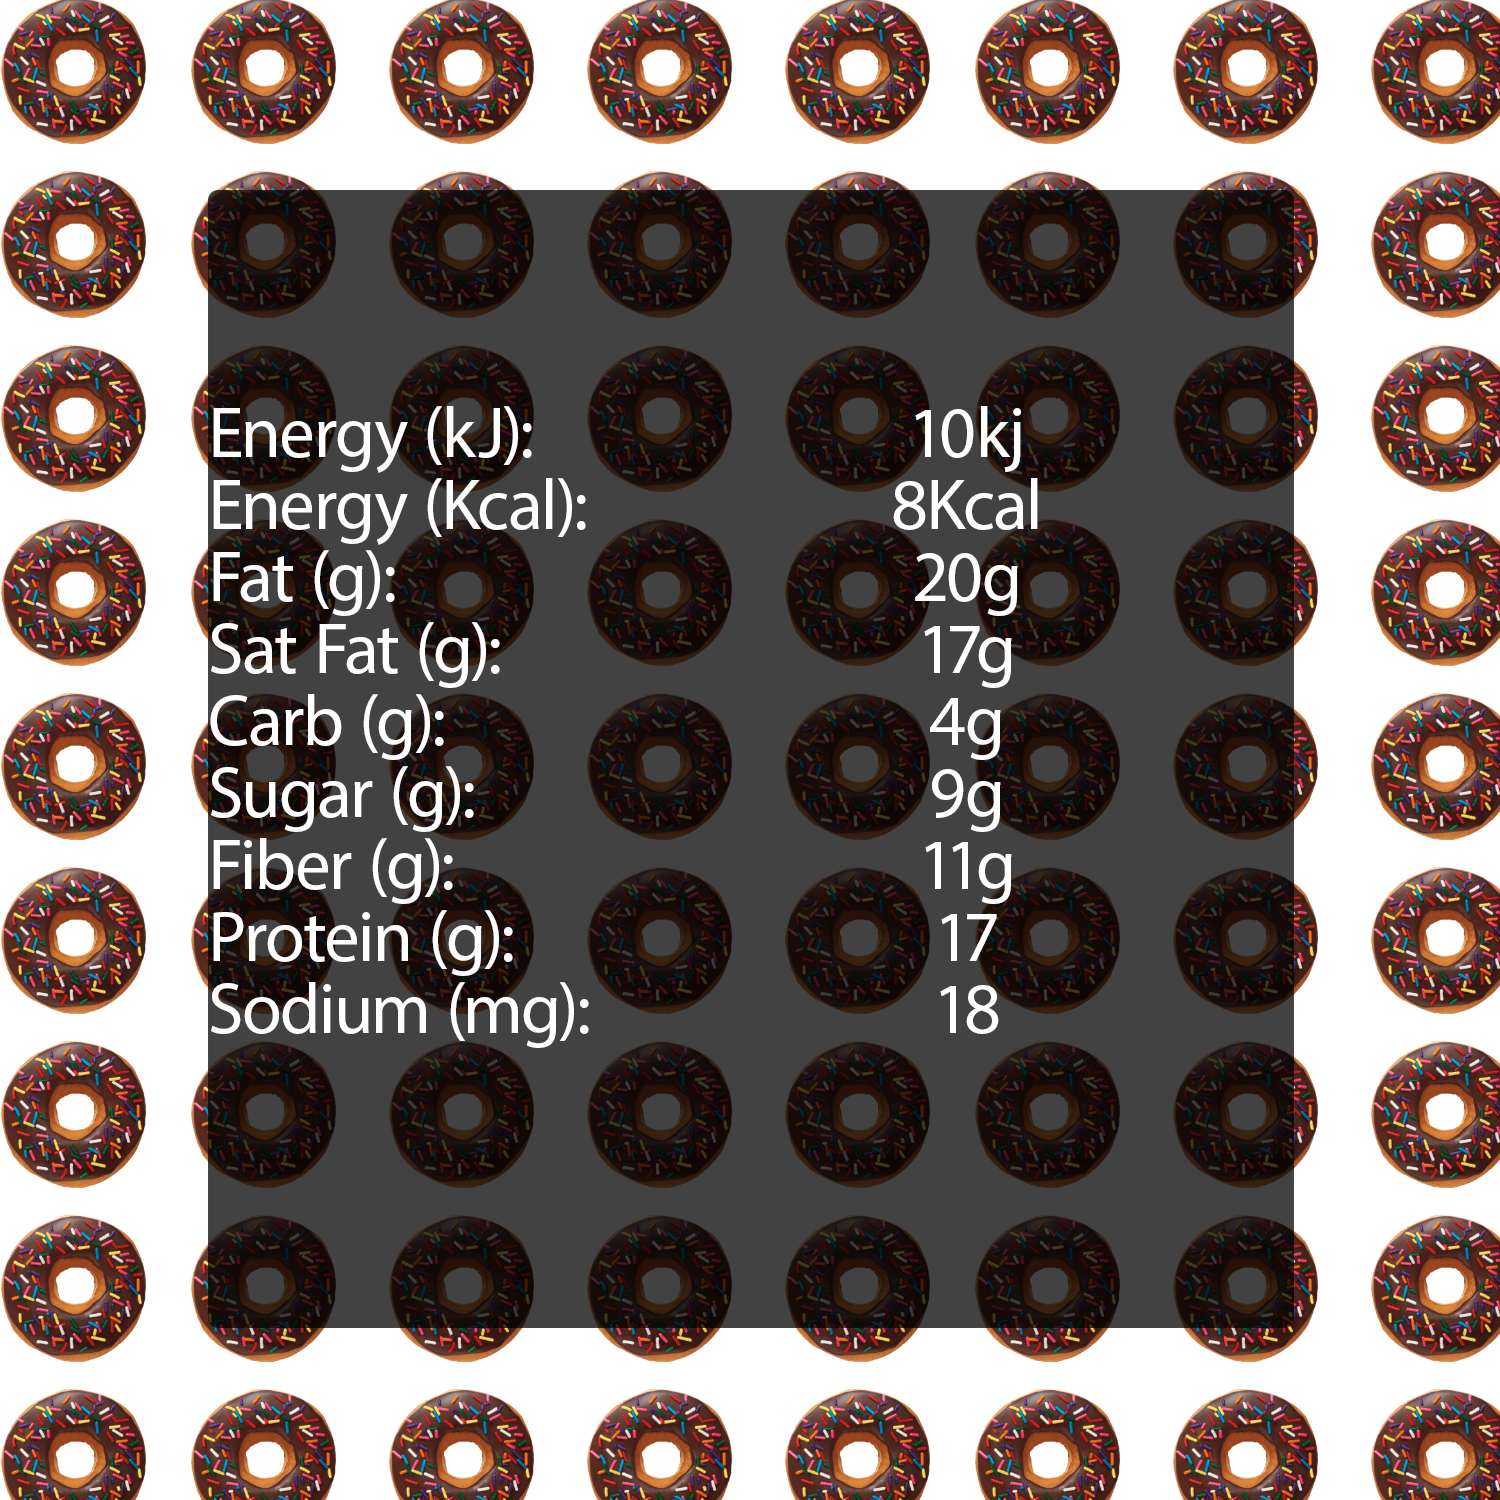 Energy (kJ): 10kj
Energy (Kcal): 8Kcal
Fat (g): 20g
Sat Fat (g): 17g
Carb (g): 4g
Sugar (g): 9g
Fiber (g): 11g
Protein (g): 17
Sodium (mg): 18